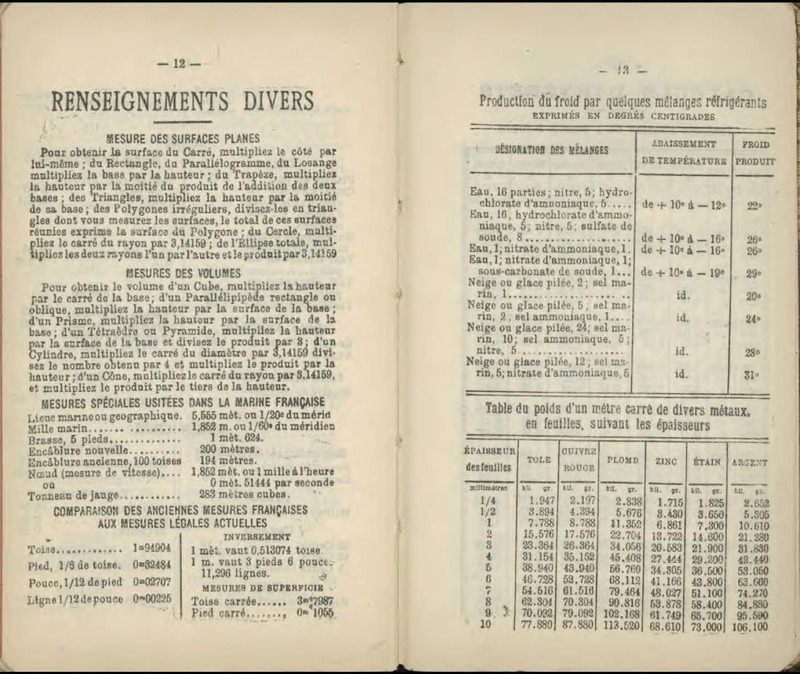 — 12 —
RENSEIGNEMENTS DIVERS
MESURE DES SURFACES PLANES
Pour obtenir la surface du Carré, multipliez le côté par
lui-même ; du Rectangle, du Parallélogramme, du Losange
multipliez la base par la hauteur ; du Trapèze, multipliez
la hauteur par la moitié du produit de l'addition des deux
bases ; des Triangles, multipliez la hauteur par la moitié
de sa base ; des Polygones irréguliers, divisez-les en trian-
gles dont vous mesurez les surfaces, le total de ces surfaces
réunies exprime la surface du Polygone ; du Cercle, multi-
pliez le carré du rayon par 3,14159 ; de l'Ellipse totale, mul-
tipliez les deux rayons l'un par l'autre et le produit par 3,14159
MESURES DES VOLUMES
Pour obtenir le volume d'un Cube, multipliez la hauteur
par le carré de la base; d'un Parallélipipède rectangle ou
oblique, multipliez la hauteur par la surface de la base ;
d'un Prisme, multipliez la hauteur par la surface de la
base ; d'un Tétraèdre ou Pyramide, multipliez la hauteur
par la surface de la base et divisez le produit par 3 ; d'un
Cylindre, multipliez le carré du diamètre par 3,14159 divi-
sez le nombre obtenu par 4 et multipliez le produit par la
hauteur ; d'un Cône, multipliez le carré du rayon par 3,14159,
et multipliez le produit par le tiers de la hauteur.
MESURES SPÉCIALES USITÉES DANS LA MARINE FRANÇAISE
Lieue marine ou geographique. 5,555 mèt. ou 1/20e du mérid
Mille marin.................. 1,852 m. ou 1/60e du méridien
Brasse, 5 pieds.............. 1 mèt. 624.
Encâblure nouvelle........... 200 mètres.
Encâblure ancienne, 100 toises 194 mètres.
Nœud (mesure de vitesse).... 1,852 mèt. ou 1 mille à l'heure
ou 0 mèt. 51444 par seconde
Tonneau de jauge............ 283 mètres cubes.
COMPARAISON DES ANCIENNES MESURES FRANÇAISES
AUX MESURES LÉGALES ACTUELLES
Toise............. 1m94904
Pied, 1/6 de toise. 0m32484
Pouce, 1/12 de pied 0m02707
Ligne 1/12 de pouce 0m00225
INVERSEMENT
1 mèt. vaut 0,513074 toise
1 m. vaut 3 pieds 6 pouce.
11,296 lignes.
MESURES DE SUPERFICIE
Toise carrée...... 3mq7987
Pied carré......., 0m 1055
— 13 —
Production du froid par quelques mélanges réfrigérants
EXPRIMÉS EN DEGRÉS CENTIGRADES
DÉSIGNATION DES MÉLANGES ABAISSEMENT DE TEMPÉRATURE FROID PRODUIT
Eau, 16 parties ; nitre, 5 ; hydro-
chlorate d'ammoniaque, 5..... de + 10° à — 12° 22°
Eau, 16, hydrochlorate d'ammo-
niaque, 5; nitre, 5; sulfate de
soude, 8.................... de + 10° à — 16° 26°
Eau, 1; nitrate d'ammoniaque, 1. de + 10° à — 16° 26°
Eau, 1; nitrate d'ammoniaque, 1;
sous-carbonate de soude, 1... de + 10° à — 19° 29°
Neige ou glace pilée, 2 ; sel ma-
rin, 1...................... id. 20°
Neige ou glace pilée, 5 ; sel ma-
rin, 2, sel ammoniaque, 1.... id. 24°
Neige ou glace pilée, 24; sel ma-
rin, 10; sel ammoniaque, 5 ;
nitre, 5.................... id. 28°
Neige ou glace pilée, 12 ; sel ma-
rin, 5; nitrate d'ammoniaque, 5 id. 31°
Table du poids d'un mètre carré de divers métaux,
en feuilles, suivant les épaisseurs
ÉPAISSEUR des feuilles TOLE CUIVRE ROUGE PLOMB ZINC ÉTAIN ARGENT
millimètres kil. gr. kil. gr. kil. gr. kil. gr. kil. gr. kil. gr.
1/4 1.947 2.197 2.838 1.715 1.825 2.652
1/2 3.894 4.394 5.676 3.430 3.650 5.305
1 7.788 8.788 11.352 6.861 7.300 10.610
2 15.576 17.576 22.704 13.722 14.600 21.280
3 23.364 26.364 34.056 20.583 21.900 31.830
4 31.154 35.152 45.408 27.444 29.200 42.440
5 38.940 43.940 56.760 34.305 36.500 53.050
6 46.728 52.728 68.112 41.166 43.800 63.660
7 54.516 61.516 79.464 48.027 51.100 74.270
8 62.304 70.304 90.816 53.878 58.400 84.880
9 70.092 79.092 102.168 61.749 65.700 95.590
10 77.880 87.880 113.520 68.610 73.000 106.100